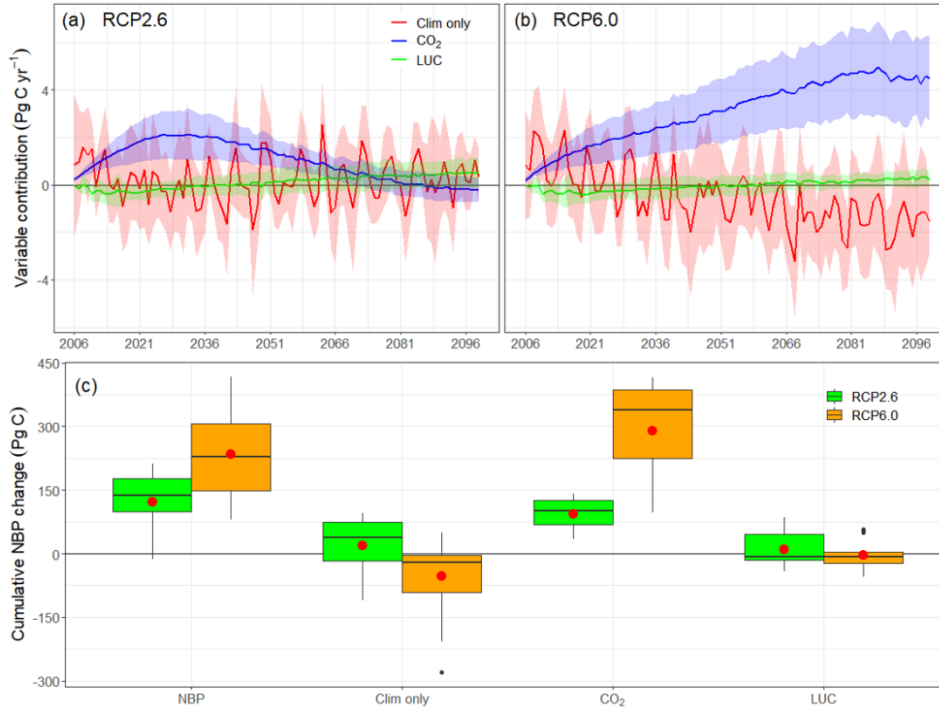 (a) RCP2.6
Clim only
CO₂
LUC
(b) RCP6.0
Variable contribution (Pg C yr⁻¹)
4
0
-4
2006 2021 2036 2051 2066 2081 2096
2006 2021 2036 2051 2066 2081 2096
(c)
RCP2.6
RCP6.0
Cumulative NBP change (Pg C)
450
300
150
0
-150
-300
NBP Clim only CO₂ LUC